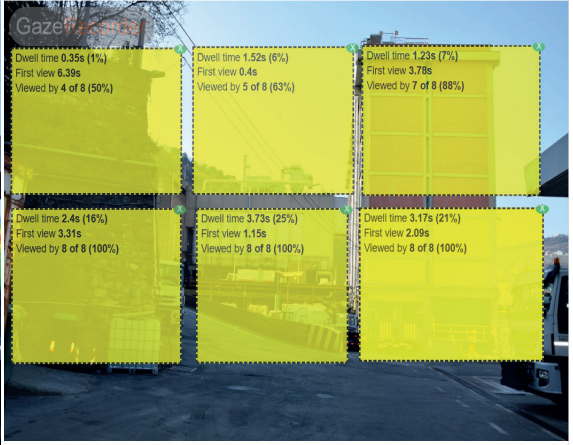 GazeRecorder
Dwell time 0.35s (1%)
First view 6.39s
Viewed by 4 of 8 (50%)
Dwell time 1.52s (6%)
First view 0.4s
Viewed by 5 of 8 (63%)
Dwell time 1.23s (7%)
First view 3.78s
Viewed by 7 of 8 (88%)
Dwell time 2.4s (16%)
First view 3.31s
Viewed by 8 of 8 (100%)
Dwell time 3.73s (25%)
First view 1.15s
Viewed by 8 of 8 (100%)
Dwell time 3.17s (21%)
First view 2.09s
Viewed by 8 of 8 (100%)